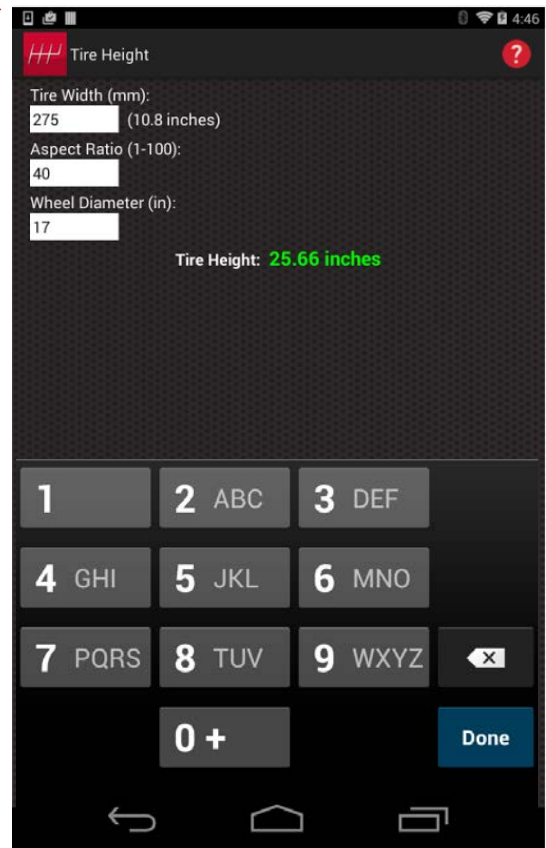 4:46
Tire Height
?
Tire Width (mm):
275 (10.8 inches)
Aspect Ratio (1-100):
40
Wheel Diameter (in):
17
Tire Height: 25.66 inches
1
2 ABC
3 DEF
4 GHI
5 JKL
6 MNO
7 PQRS
8 TUV
9 WXYZ
0 +
Done